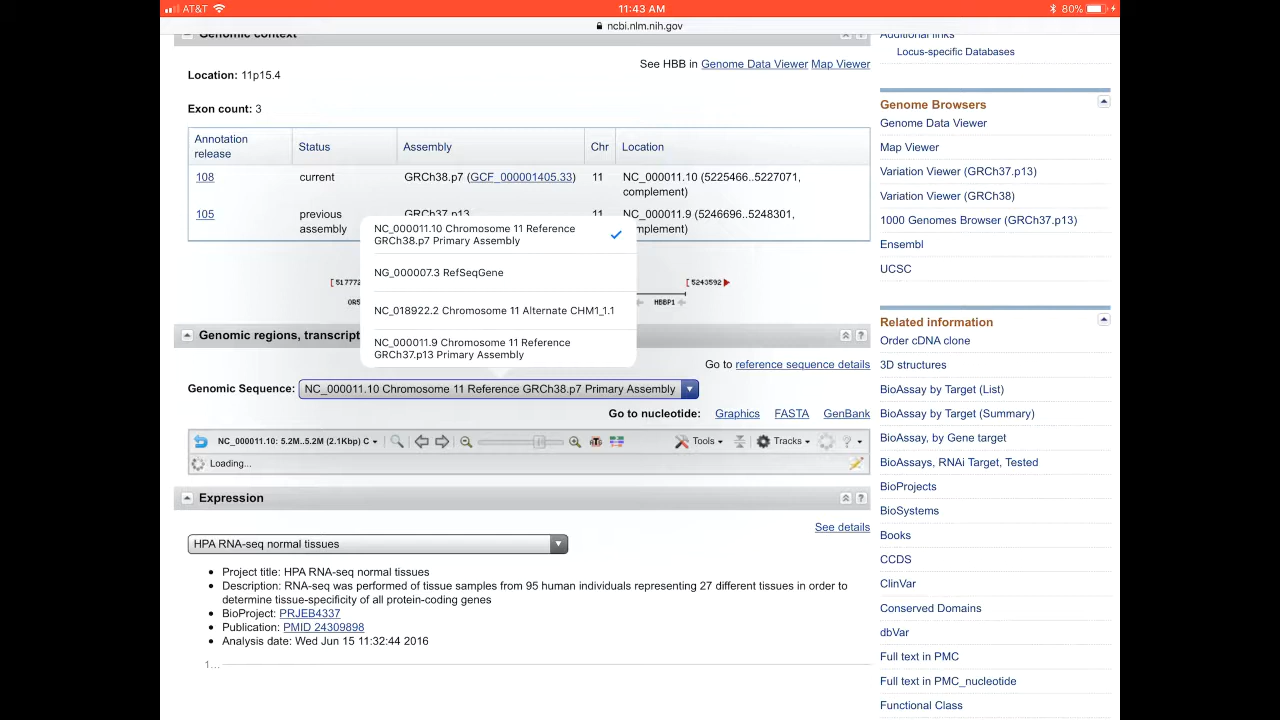 AT&T
11:43 AM
80%
ncbi.nlm.nih.gov
Genomic context
See HBB in Genome Data Viewer Map Viewer
Location: 11p15.4
Exon count: 3
Annotation release Status Assembly Chr Location
108 current GRCh38.p7 (GCF_000001405.33) 11 NC_000011.10 (5225466..5227071, complement)
105 previous assembly GRCh37.p13 11 NC_000011.9 (5246696..5248301,
NC_000011.10 Chromosome 11 Reference
GRCh38.p7 Primary Assembly
NG_000007.3 RefSeqGene
NC_018922.2 Chromosome 11 Alternate CHM1_1.1
NC_000011.9 Chromosome 11 Reference
GRCh37.p13 Primary Assembly
[ 5243592
HBBP1
Genomic regions, transcript
Go to reference sequence details
Genomic Sequence: NC_000011.10 Chromosome 11 Reference GRCh38.p7 Primary Assembly
Go to nucleotide: Graphics FASTA GenBank
NC_000011.10: 5.2M..5.2M (2.1Kbp) C
Tools
Tracks
?
Loading...
Expression
See details
HPA RNA-seq normal tissues
Project title: HPA RNA-seq normal tissues
Description: RNA-seq was performed of tissue samples from 95 human individuals representing 27 different tissues in order to
determine tissue-specificity of all protein-coding genes
BioProject: PRJEB4337
Publication: PMID 24309898
Analysis date: Wed Jun 15 11:32:44 2016
1...
Additional links
Locus-specific Databases
Genome Browsers
Genome Data Viewer
Map Viewer
Variation Viewer (GRCh37.p13)
Variation Viewer (GRCh38)
1000 Genomes Browser (GRCh37.p13)
Ensembl
UCSC
Related information
Order cDNA clone
3D structures
BioAssay by Target (List)
BioAssay by Target (Summary)
BioAssay, by Gene target
BioAssays, RNAi Target, Tested
BioProjects
BioSystems
Books
CCDS
ClinVar
Conserved Domains
dbVar
Full text in PMC
Full text in PMC_nucleotide
Functional Class